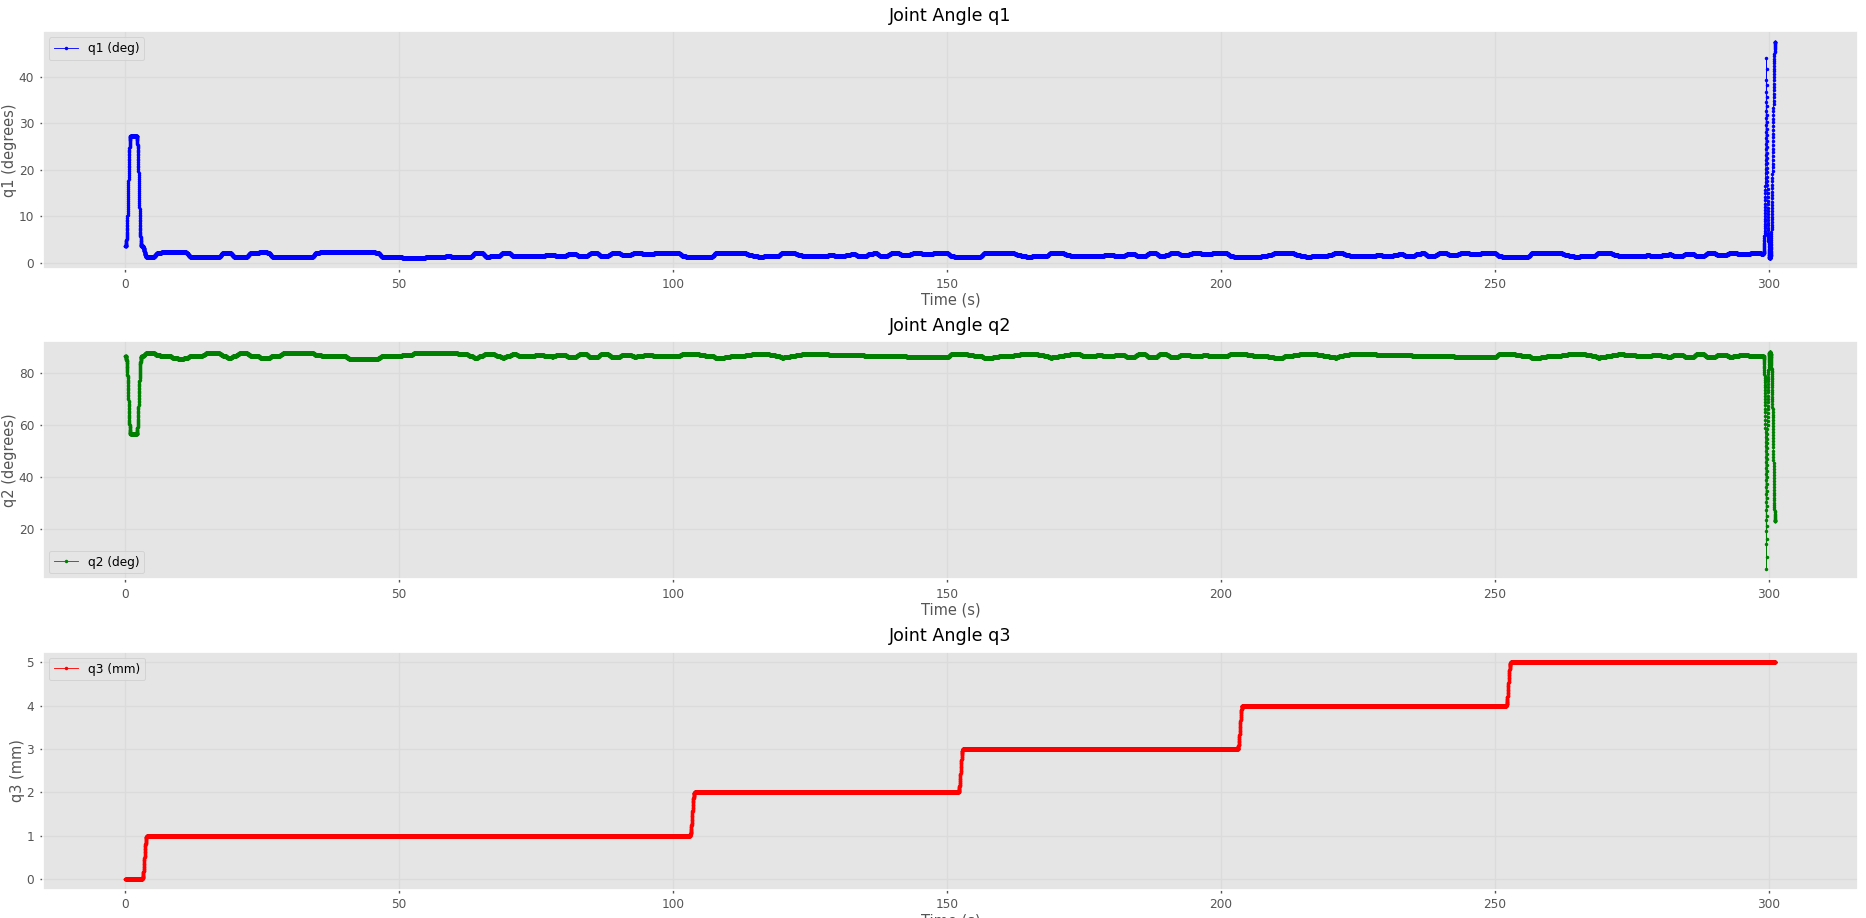 Joint Angle q1
q1 (deg)
q1 (degrees)
40
30
20
10
0
0 50 100 150 200 250 300
Time (s)
Joint Angle q2
q2 (deg)
q2 (degrees)
80
60
40
20
0 50 100 150 200 250 300
Time (s)
Joint Angle q3
q3 (mm)
q3 (mm)
5
4
3
2
1
0
0 50 100 150 200 250 300
Time (s)